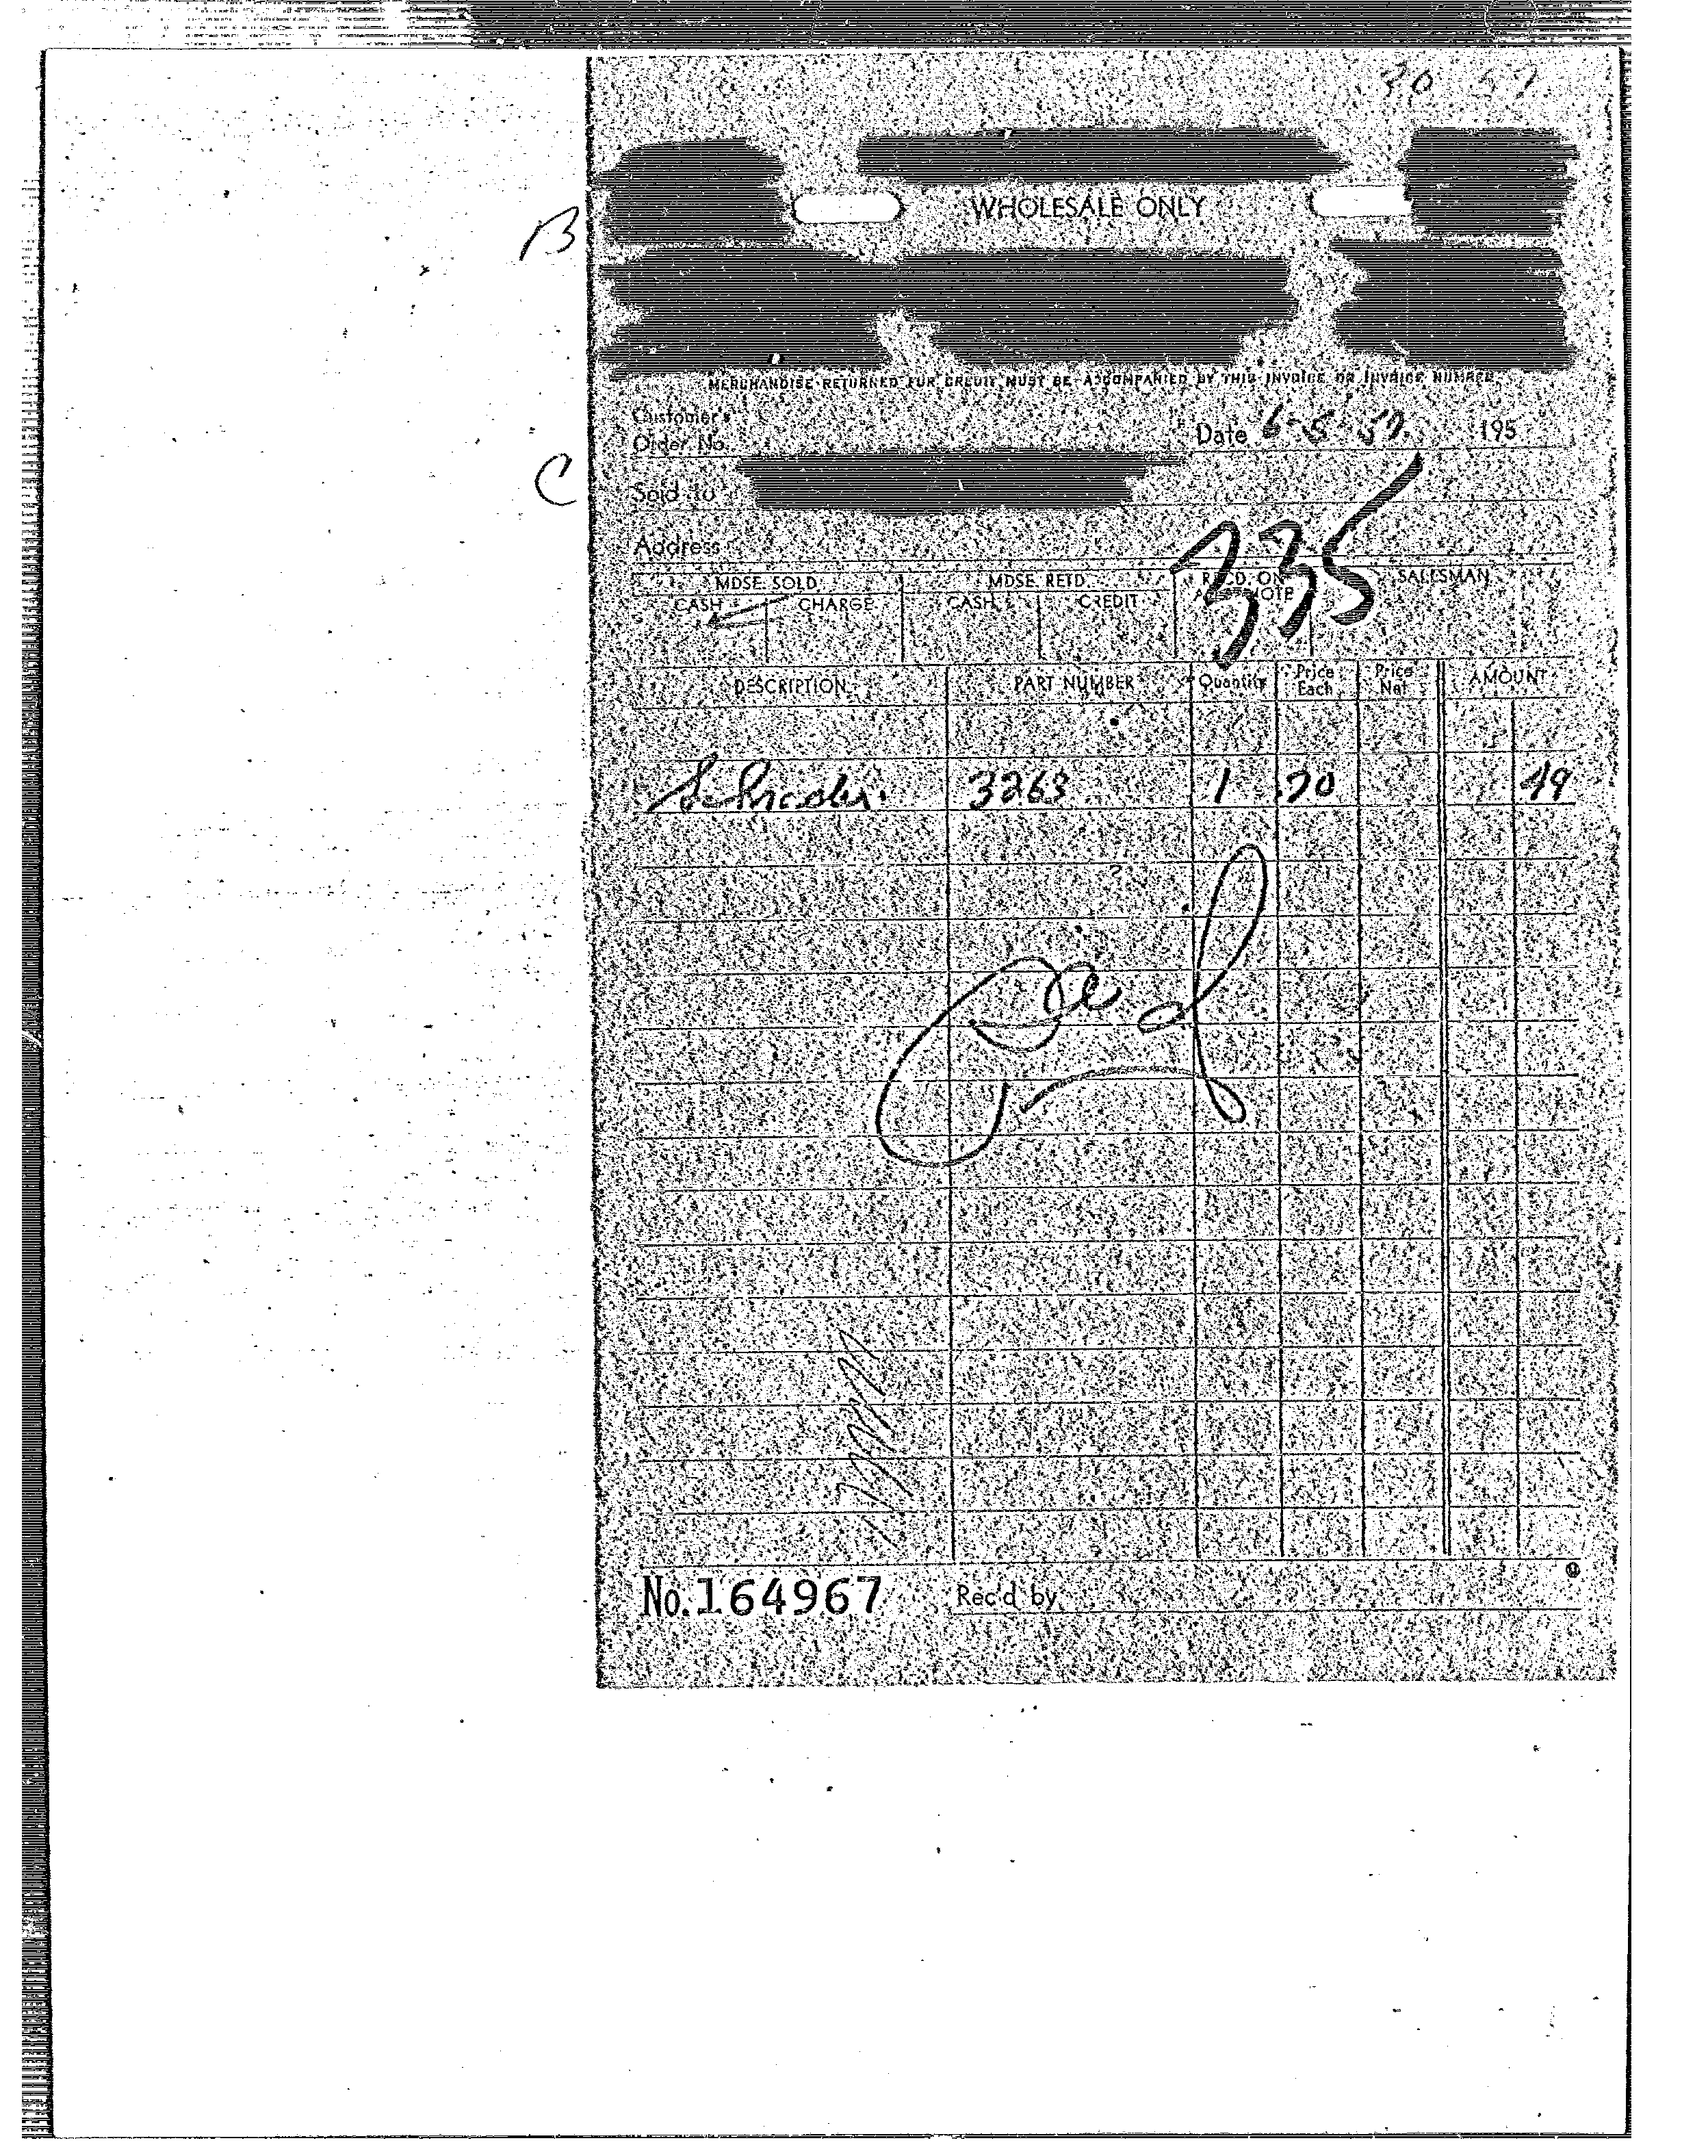 30 57
B
WHOLESALE ONLY
MERCHANDISE RETURNED FOR CREDIT MUST BE ACCOMPANIED BY THIS INVOICE OR INVOICE NUMBER
Customer's
Order No.
Date 6-5-57 195
C
Sold to
Address
335
MDSE. SOLD MDSE. RETD. REC'D. ON SALESMAN
CASH CHARGE CASH CREDIT
DESCRIPTION PART NUMBER Quantity Price Each Price Net AMOUNT
Schrader 3263 1 .70 49
Paid
No. 164967 Rec'd by